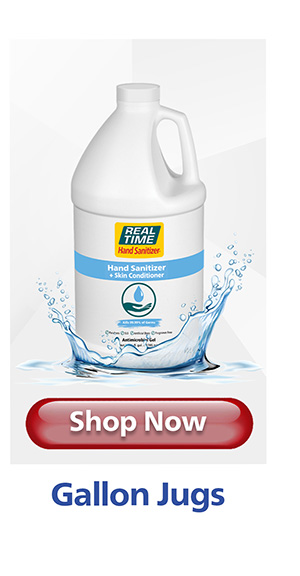 REAL
TIME
Hand Sanitizer
Hand Sanitizer
+ Skin Conditioner
Antimicrobial Gel
Shop Now
Gallon Jugs